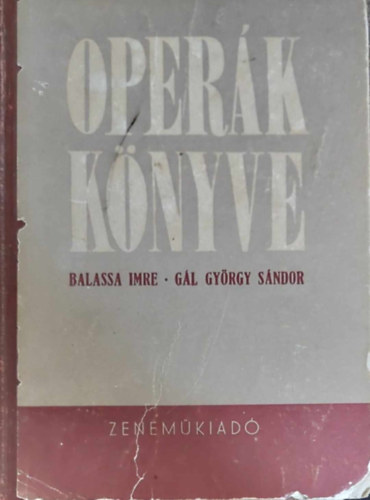 OPERÁK
KÖNYVE
BALASSA IMRE · GÁL GYÖRGY SÁNDOR
ZENEMŰKIADÓ